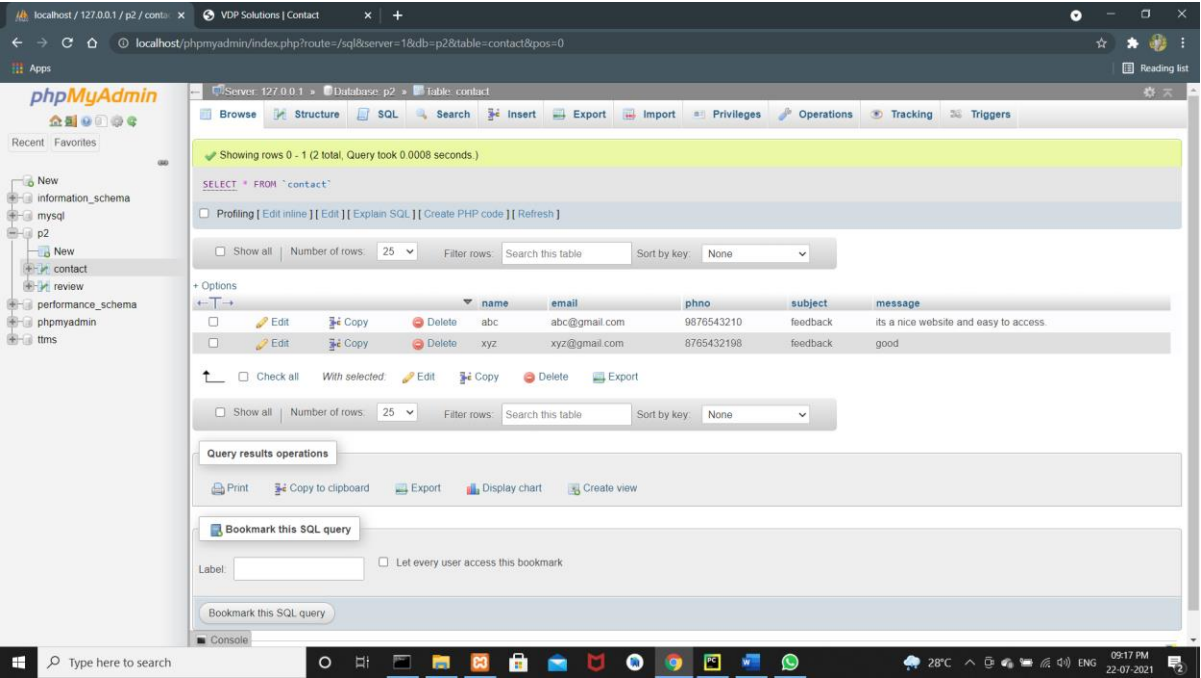 localhost / 127.0.0.1 / p2 / conta
VDP Solutions | Contact
localhost/phpmyadmin/index.php?route=/sql&server=1&db=p2&table=contact&pos=0
Apps
Reading list
phpMyAdmin
Recent Favorites
New
information_schema
mysql
p2
New
contact
review
performance_schema
phpmyadmin
ttms
Server: 127.0.0.1 » Database: p2 » Table: contact
Browse Structure SQL Search Insert Export Import Privileges Operations Tracking Triggers
Showing rows 0 - 1 (2 total, Query took 0.0008 seconds.)
SELECT * FROM `contact`
Profiling [ Edit inline ] [ Edit ] [ Explain SQL ] [ Create PHP code ] [ Refresh ]
Show all | Number of rows: 25 Filter rows: Search this table Sort by key: None
+ Options
←T→ name email phno subject message
Edit Copy Delete abc abc@gmail.com 9876543210 feedback its a nice website and easy to access.
Edit Copy Delete xyz xyz@gmail.com 8765432198 feedback good
Check all With selected: Edit Copy Delete Export
Show all | Number of rows: 25 Filter rows: Search this table Sort by key: None
Query results operations
Print Copy to clipboard Export Display chart Create view
Bookmark this SQL query
Label: Let every user access this bookmark
Bookmark this SQL query
Console
Type here to search
28°C ENG 09:17 PM
22-07-2021